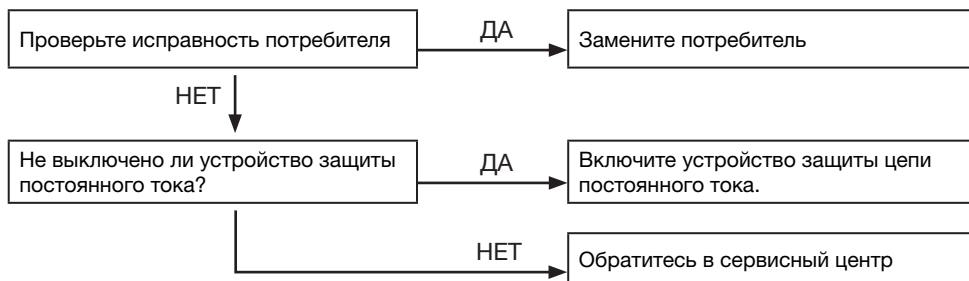 Проверьте исправность потребителя
ДА
Замените потребитель
НЕТ
Не выключено ли устройство защиты
постоянного тока?
ДА
Включите устройство защиты цепи
постоянного тока.
НЕТ
Обратитесь в сервисный центр